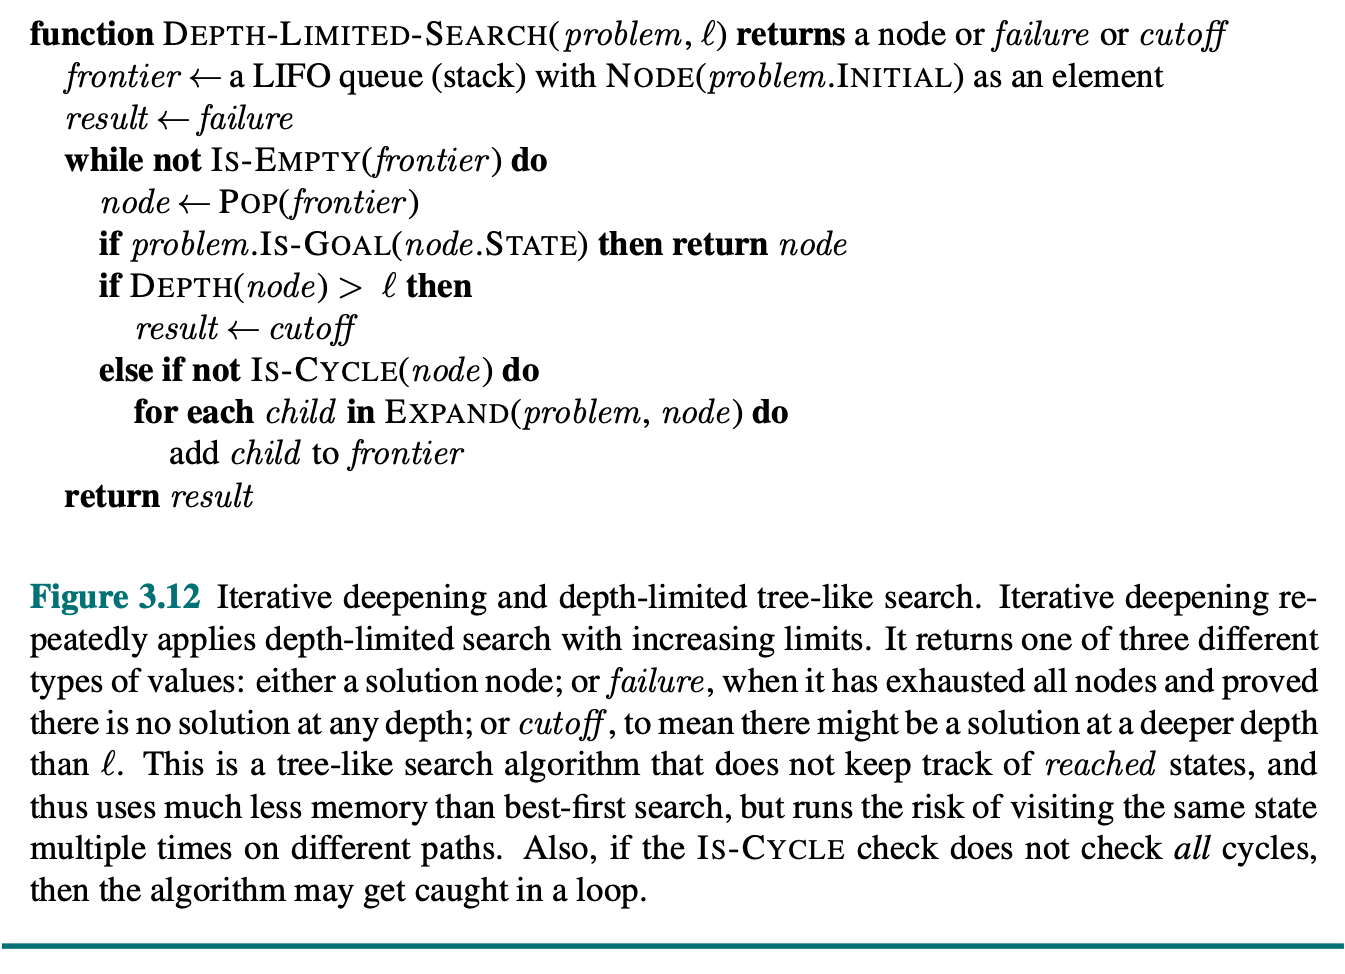 function DEPTH-LIMITED-SEARCH(problem, ℓ) returns a node or failure or cutoff
frontier ← a LIFO queue (stack) with NODE(problem.INITIAL) as an element
result ← failure
while not IS-EMPTY(frontier) do
node ← POP(frontier)
if problem.IS-GOAL(node.STATE) then return node
if DEPTH(node) > ℓ then
result ← cutoff
else if not IS-CYCLE(node) do
for each child in EXPAND(problem, node) do
add child to frontier
return result
Figure 3.12 Iterative deepening and depth-limited tree-like search. Iterative deepening re-
peatedly applies depth-limited search with increasing limits. It returns one of three different
types of values: either a solution node; or failure, when it has exhausted all nodes and proved
there is no solution at any depth; or cutoff, to mean there might be a solution at a deeper depth
than ℓ. This is a tree-like search algorithm that does not keep track of reached states, and
thus uses much less memory than best-first search, but runs the risk of visiting the same state
multiple times on different paths. Also, if the IS-CYCLE check does not check all cycles,
then the algorithm may get caught in a loop.